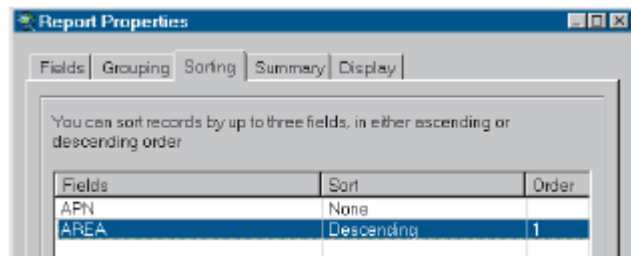 Report Properties
Fields Grouping Sorting Summary Display
You can sort records by up to three fields, in either ascending or
descending order
Fields Sort Order
APN None
AREA Descending 1